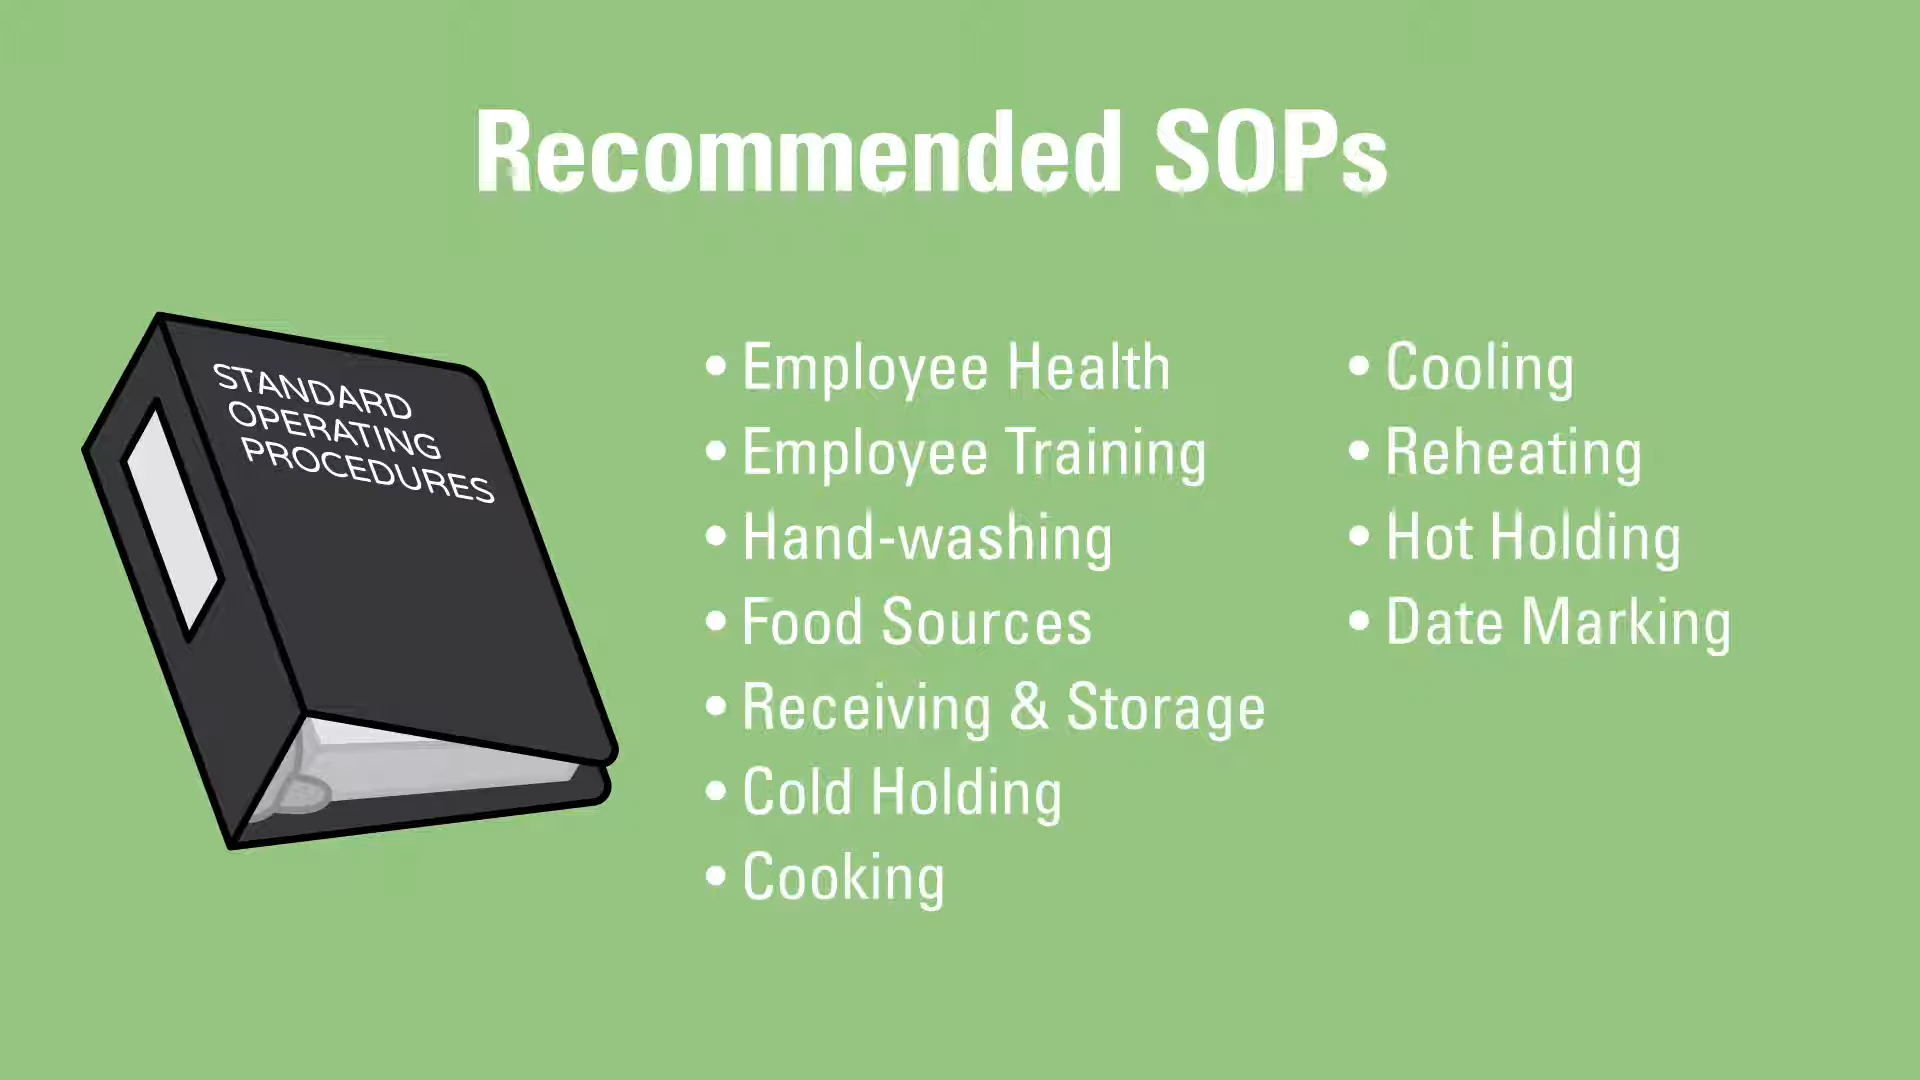 Recommended SOPs
STANDARD
OPERATING
PROCEDURES
• Employee Health
• Employee Training
• Hand-washing
• Food Sources
• Receiving & Storage
• Cold Holding
• Cooking
• Cooling
• Reheating
• Hot Holding
• Date Marking